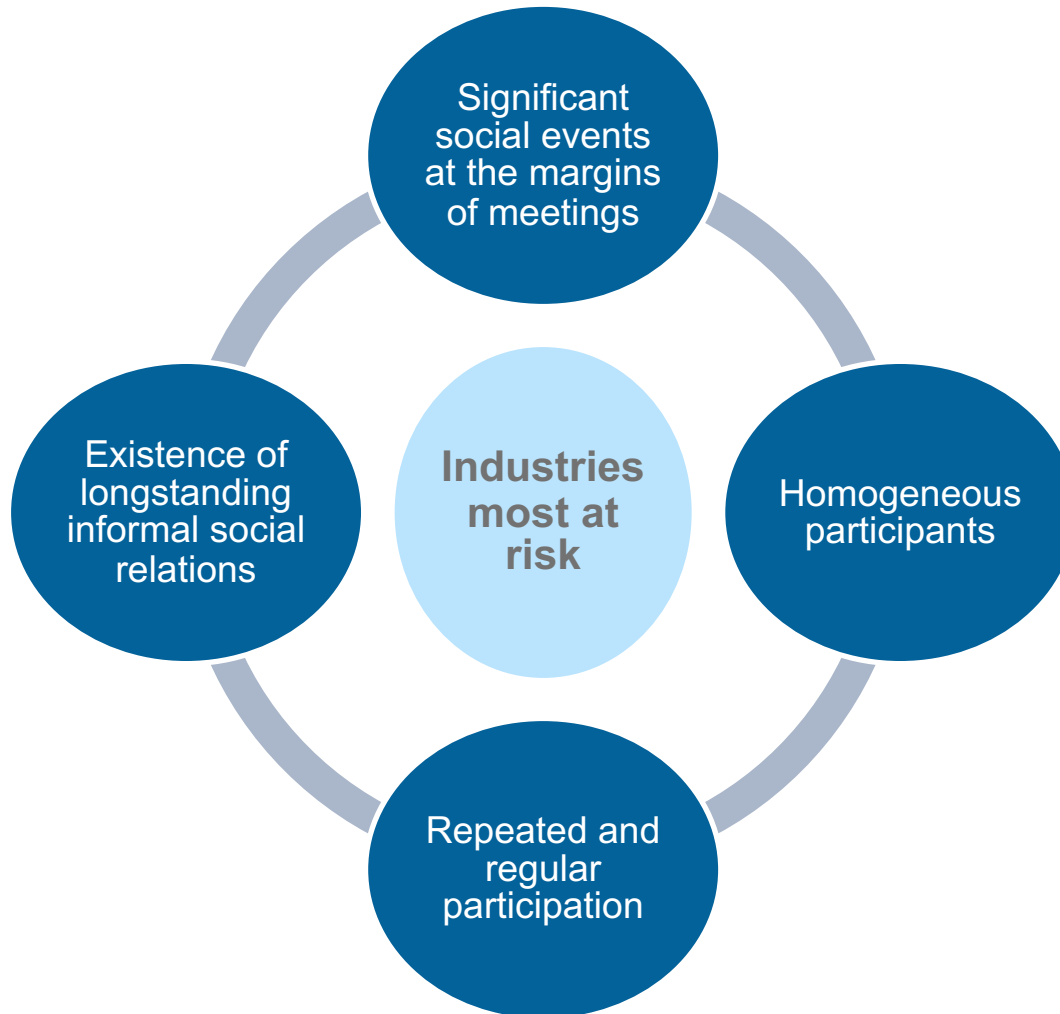 Significant
social events
at the margins
of meetings
Existence of
longstanding
informal social
relations
Industries
most at
risk
Homogeneous
participants
Repeated and
regular
participation